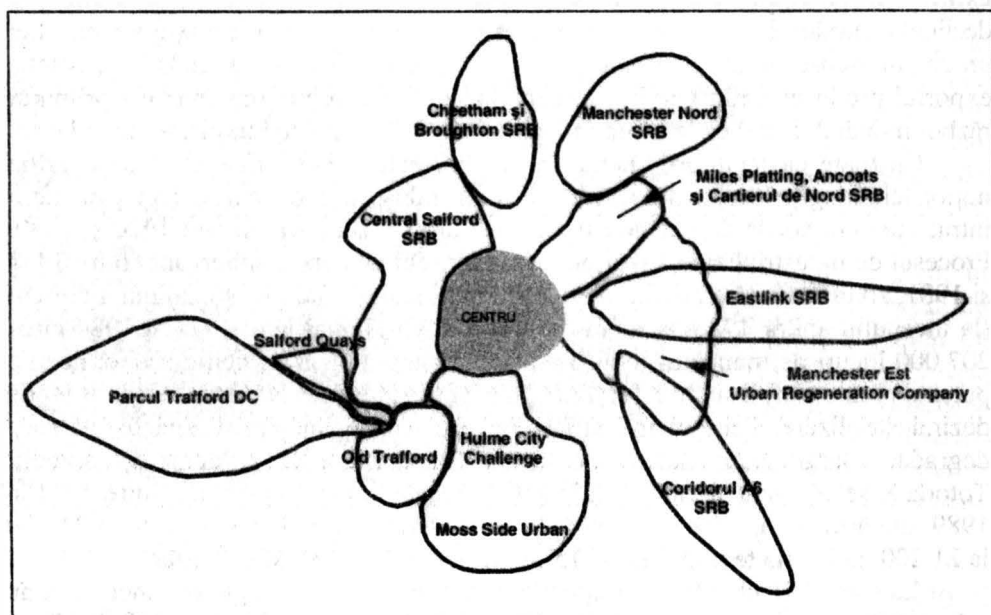 Cheetham și
Broughton SRB
Manchester Nord
SRB
Miles Platting, Ancoats
și Cartierul de Nord SRB
Central Salford
SRB
Eastlink SRB
CENTRU
Salford Quays
Manchester Est
Urban Regeneration Company
Parcul Trafford DC
Old Trafford
Hulme City
Challenge
Coridorul A6
SRB
Moss Side Urban